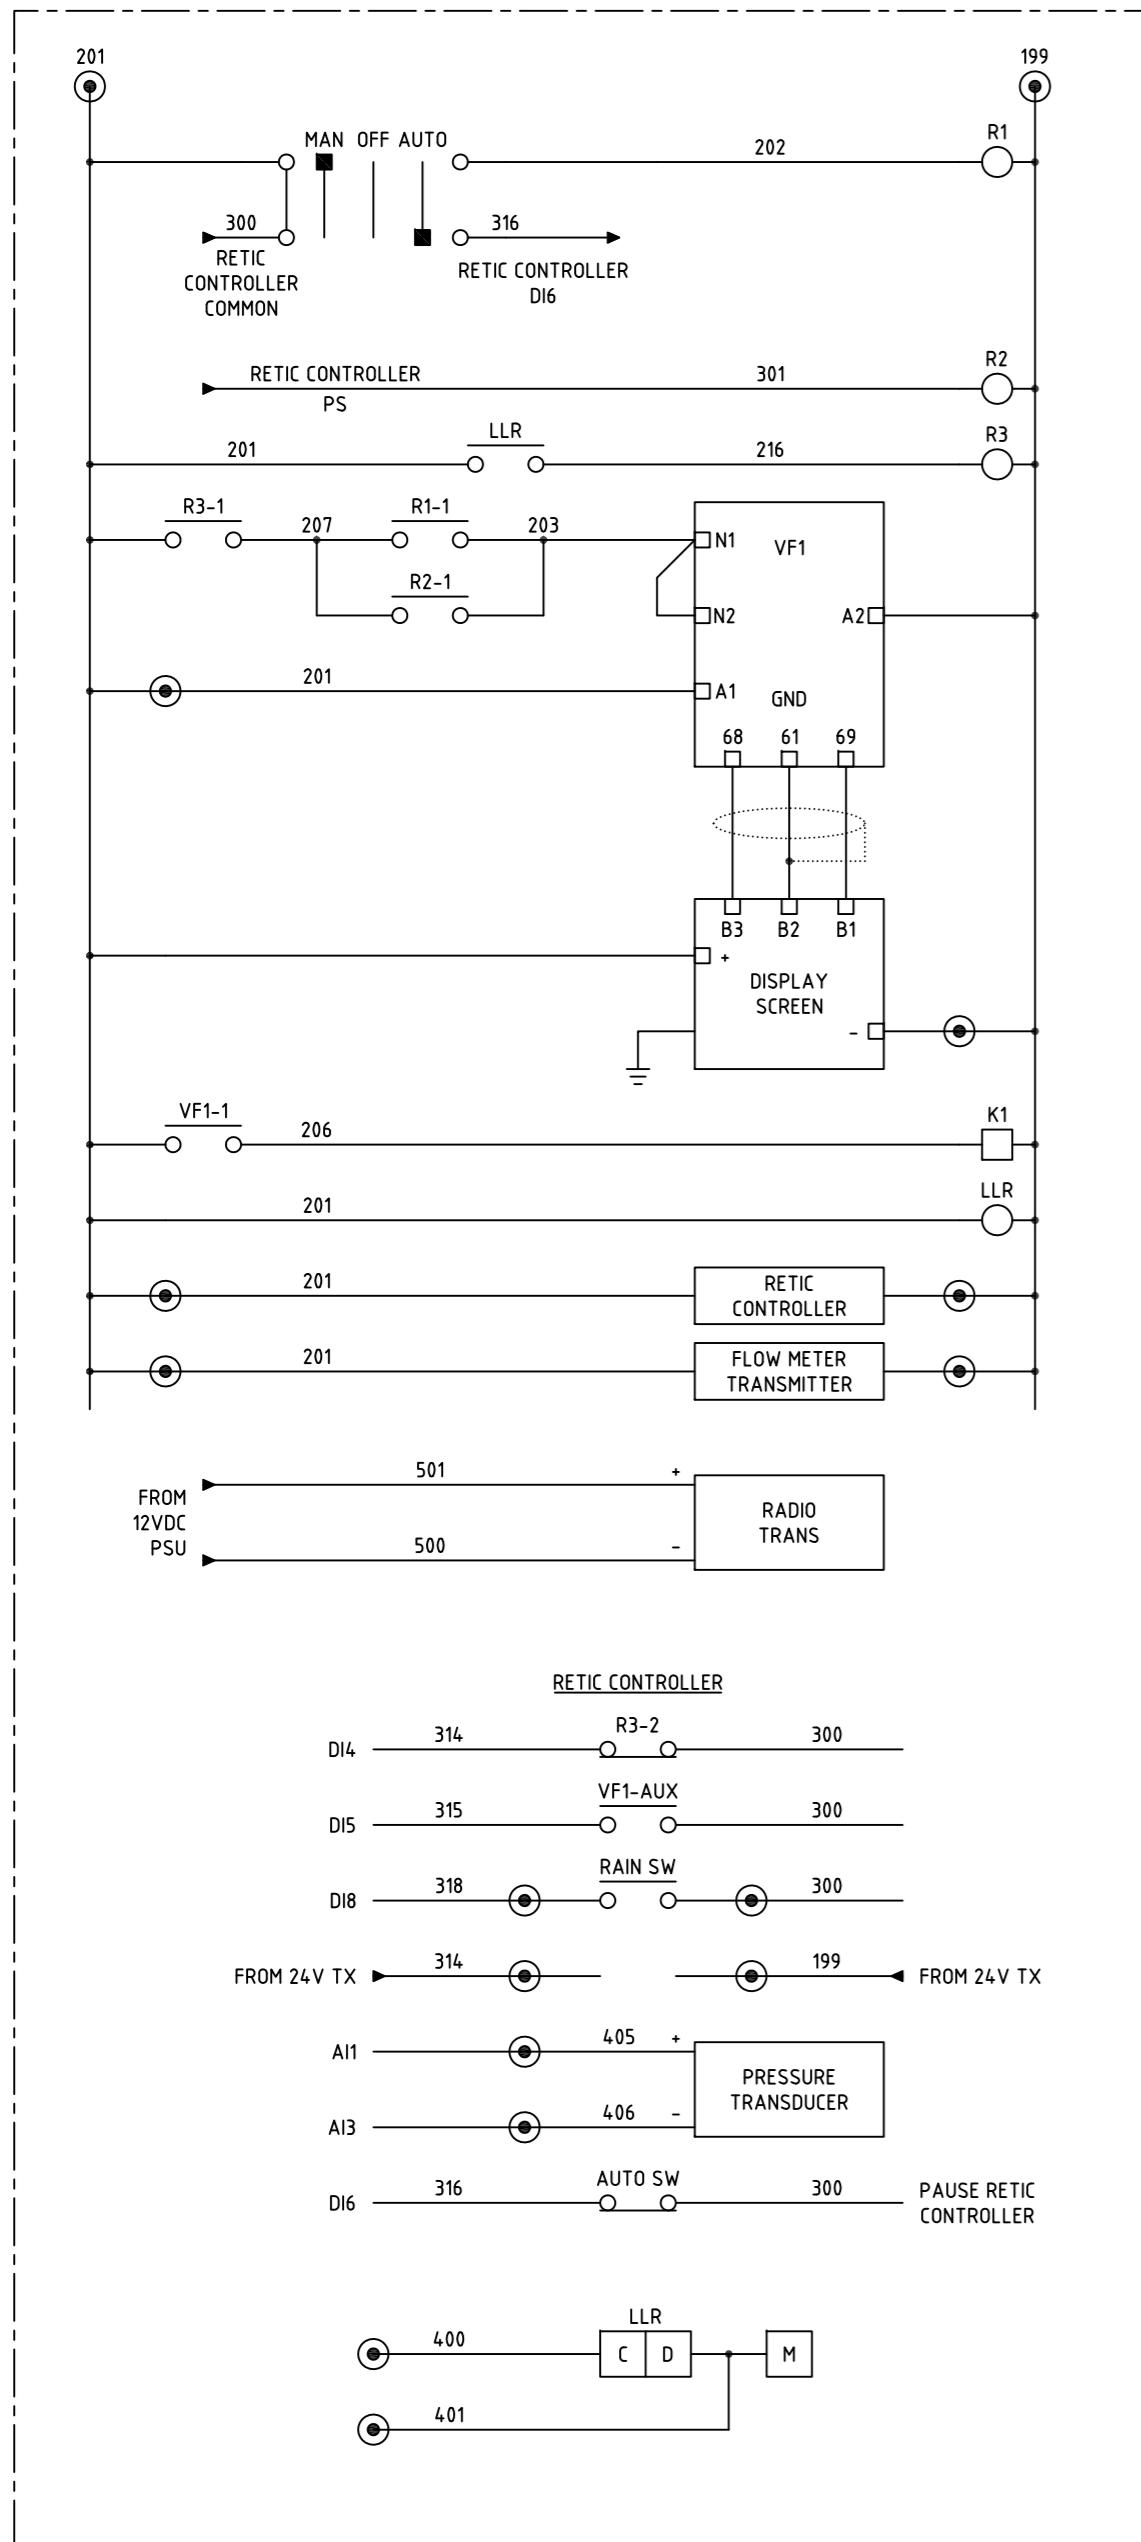 201
199
MAN OFF AUTO
202
R1
300
316
RETIC
CONTROLLER
COMMON
RETIC CONTROLLER
DI6
RETIC CONTROLLER
PS
301
R2
201
LLR
216
R3
R3-1
207
R1-1
203
N1
VF1
R2-1
N2
A2
201
A1
GND
68
61
69
B3
B2
B1
+
DISPLAY
SCREEN
-
VF1-1
206
K1
201
LLR
201
RETIC
CONTROLLER
201
FLOW METER
TRANSMITTER
FROM
12VDC
PSU
501
+
500
-
RADIO
TRANS
RETIC CONTROLLER
DI4
314
R3-2
300
DI5
315
VF1-AUX
300
DI8
318
RAIN SW
300
FROM 24V TX
314
199
FROM 24V TX
AI1
405
+
PRESSURE
TRANSDUCER
AI3
406
-
DI6
316
AUTO SW
300
PAUSE RETIC
CONTROLLER
LLR
400
C
D
M
401